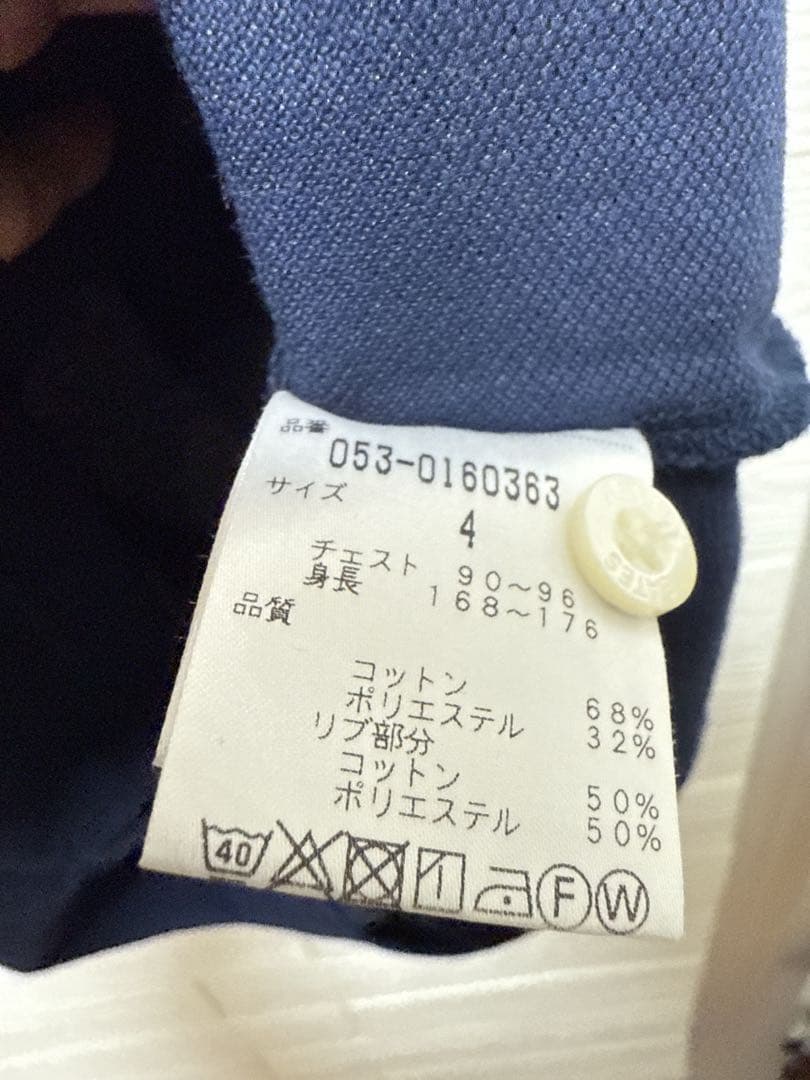 品番
053-0160363
サイズ
4
チェスト 90～96
身長 168～176
品質
コットン 68%
ポリエステル 32%
リブ部分
コットン 50%
ポリエステル 50%
40
F
W